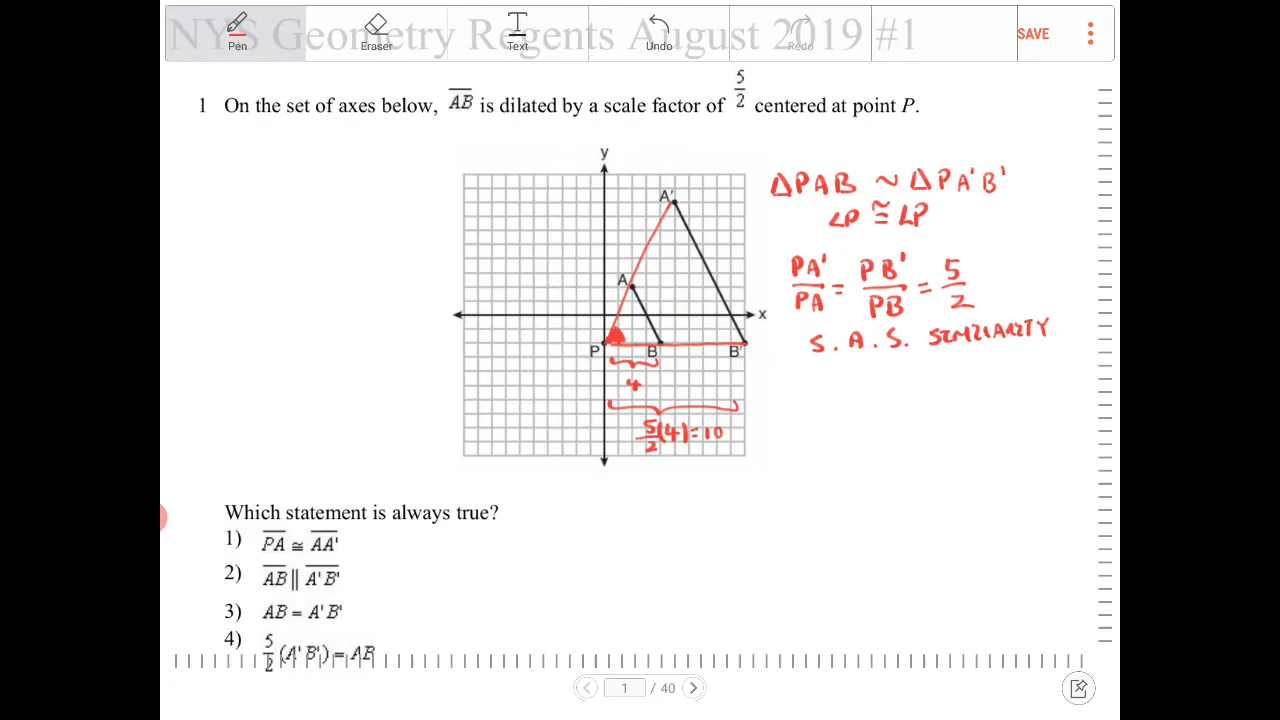 NYS Geometry Regents August 2019 #1
Pen Eraser Text Undo Redo SAVE
1 On the set of axes below, AB is dilated by a scale factor of 5/2 centered at point P.
y
A'
A
x
P B B'
4
5/2(4)=10
ΔPAB ~ ΔPA'B'
∠P ≅ ∠P
PA'/PA = PB'/PB = 5/2
S.A.S. SIMILARITY
Which statement is always true?
1) PA ≅ AA'
2) AB || A'B'
3) AB = A'B'
4) 5/2 (A'B') = AB
1 / 40